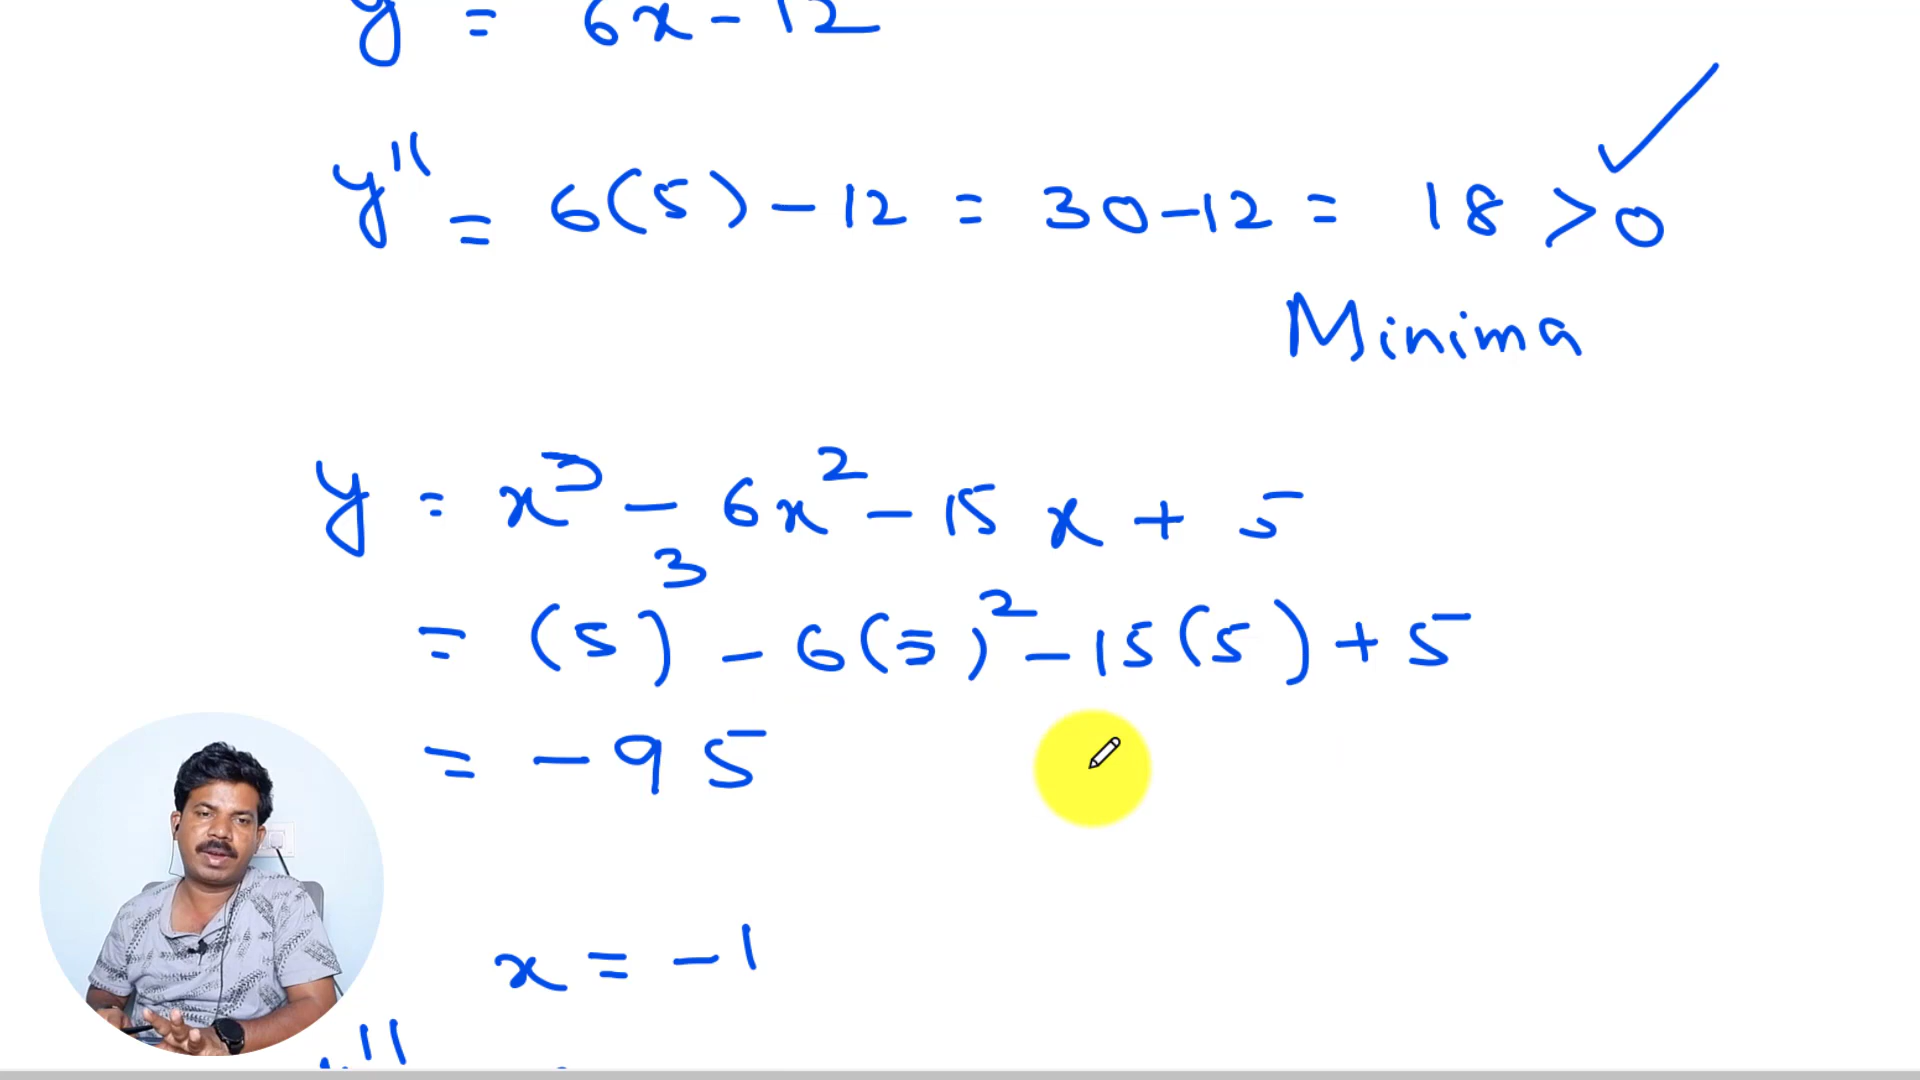 y = 6x - 12
y'' = 6(5) - 12 = 30 - 12 = 18 > 0
Minima
y = x³ - 6x² - 15x + 5
= (5)³ - 6(5)² - 15(5) + 5
= -95
x = -1